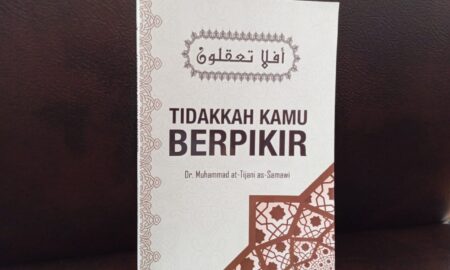 أفلا تعقلون
TIDAKKAH KAMU
BERPIKIR
Dr. Muhammad at-Tijani as-Samawi